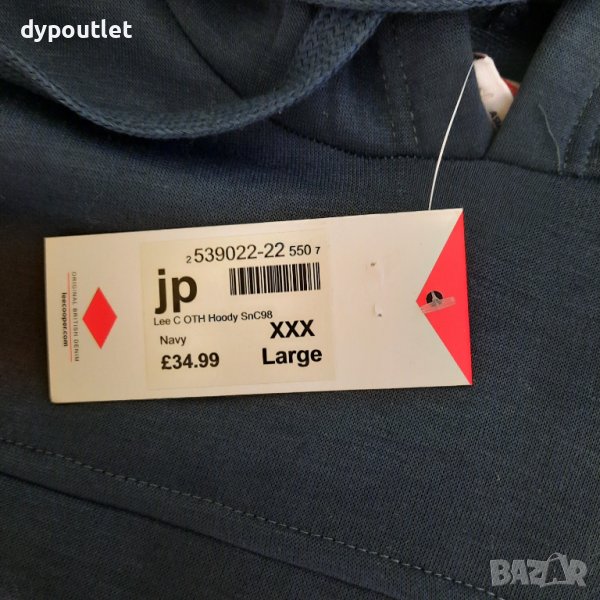 dypoutlet
2 539022-22 550 7
jp
Lee C OTH Hoody SnC98
Navy
XXX
Large
£34.99
ORIGINAL BRITISH DENIM
leecooper.com
BAZAR